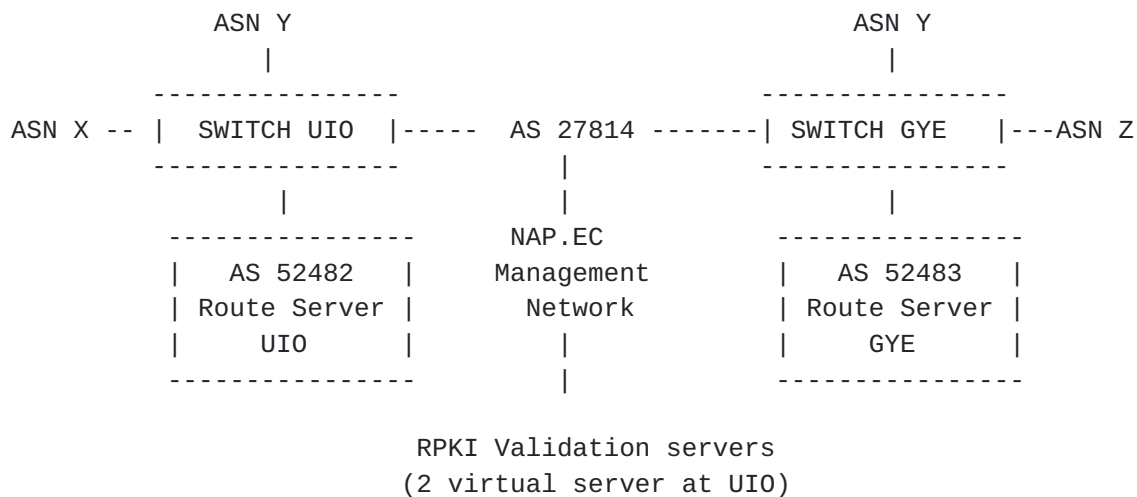 ASN Y ASN Y
| |
---------------- ----------------
ASN X -- | SWITCH UIO |----- AS 27814 -------| SWITCH GYE |---ASN Z
---------------- | ----------------
| | |
---------------- NAP.EC ----------------
| AS 52482 | Management | AS 52483 |
| Route Server | Network | Route Server |
| UIO | | | GYE |
---------------- | ----------------
RPKI Validation servers
(2 virtual server at UIO)